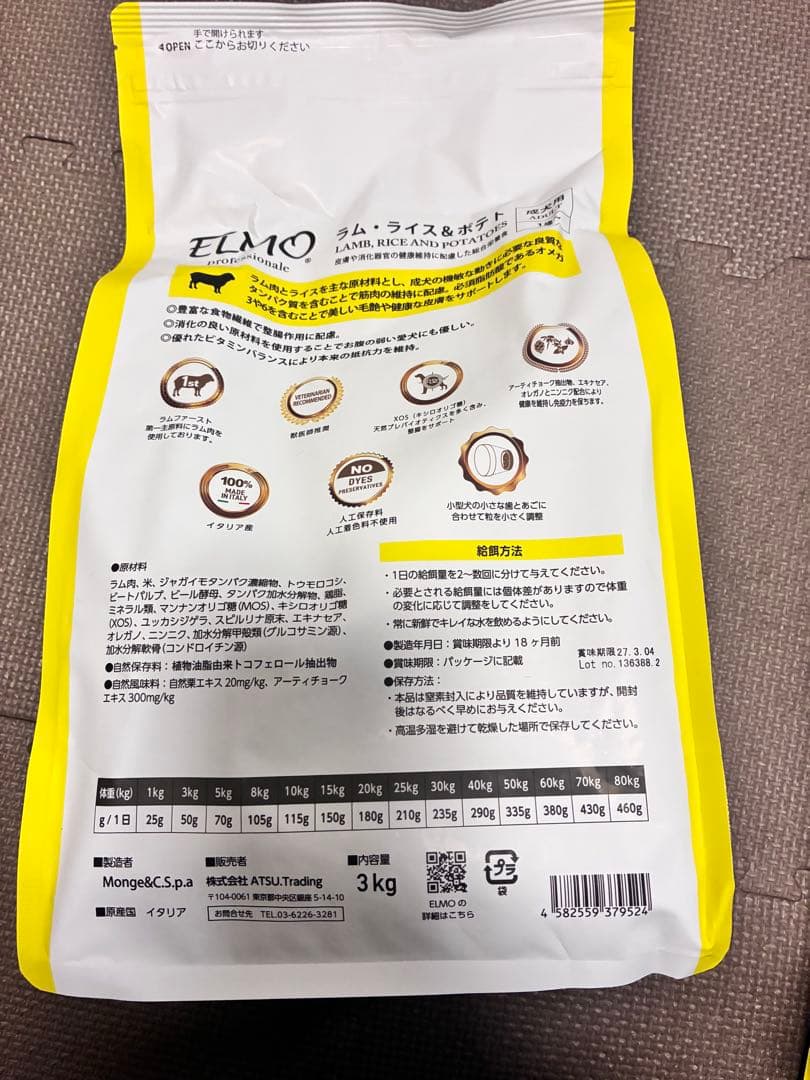 手で開けられます
◀OPEN ここからお切りください
ELMO®
professionale
ラム・ライス＆ポテト
LAMB, RICE AND POTATOES
皮膚や消化器官の健康維持に配慮した総合栄養食
成犬用
ADULT
1歳〜
ラム肉とライスを主な原材料とし、成犬の機敏な動きに必要な良質な
タンパク質を含むことで筋肉の維持に配慮。必須脂肪酸であるオメガ
3や6を含むことで美しい毛艶や健康な皮膚をサポートします。
◎豊富な食物繊維で整腸作用に配慮。
◎消化の良い原材料を使用することでお腹の弱い愛犬にも優しい。
◎優れたビタミンバランスにより本来の抵抗力を維持。
1st
ラムファースト
第一主原料にラム肉を
使用しております。
VETERINARIAN
RECOMMENDED
獣医師推奨
XOS
XOS（キシロオリゴ糖）
天然プレバイオティクスを多く含み、
整腸をサポート
アーティチョーク抽出物、エキナセア、
オレガノとニンニク配合により
健康を維持し免疫力を保ちます。
100%
MADE
IN ITALY
イタリア産
NO
DYES
PRESERVATIVES
人工保存料
人工着色料不使用
小型犬の小さな歯とあごに
合わせて粒を小さく調整
●原材料
ラム肉、米、ジャガイモタンパク濃縮物、トウモロコシ、
ビートパルプ、ビール酵母、タンパク加水分解物、鶏脂、
ミネラル類、マンナンオリゴ糖(MOS)、キシロオリゴ糖
(XOS)、ユッカシジゲラ、スピルリナ原末、エキナセア、
オレガノ、ニンニク、加水分解甲殻類(グルコサミン源)、
加水分解軟骨(コンドロイチン源)
●自然保存料：植物油脂由来トコフェロール抽出物
●自然風味料：自然栗エキス 20mg/kg、アーティチョーク
エキス 300mg/kg
給餌方法
・1日の給餌量を2〜数回に分けて与えてください。
・必要とされる給餌量には個体差がありますので体重
の変化に応じて調整をしてください。
・常に新鮮でキレイな水を飲めるようにしてください。
●製造年月日：賞味期限より 18 ヶ月前
●賞味期限：パッケージに記載
賞味期限27. 3.04
Lot no.136388.2
●保存方法：
・本品は窒素封入により品質を維持していますが、開封
後はなるべく早めにお与えください。
・高温多湿を避けて乾燥した場所で保存してください。
体重(kg) 1kg 3kg 5kg 8kg 10kg 15kg 20kg 25kg 30kg 40kg 50kg 60kg 70kg 80kg
g/1日 25g 50g 70g 105g 115g 150g 180g 210g 235g 290g 335g 380g 430g 460g
■製造者
Monge&C.S.p.a
■原産国 イタリア
■販売者
株式会社 ATSU.Trading
〒104-0061 東京都中央区銀座 5-14-10
お問合せ先 TEL.03-6226-3281
■内容量
3kg
ELMO の
詳細はこちら
プラ
袋
4 582559 379524